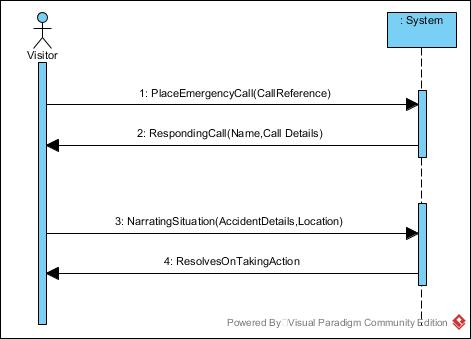 : System
Visitor
1: PlaceEmergencyCall(CallReference)
2: RespondingCall(Name,Call Details)
3: NarratingSituation(AccidentDetails,Location)
4: ResolvesOnTakingAction
Powered By Visual Paradigm Community Edition